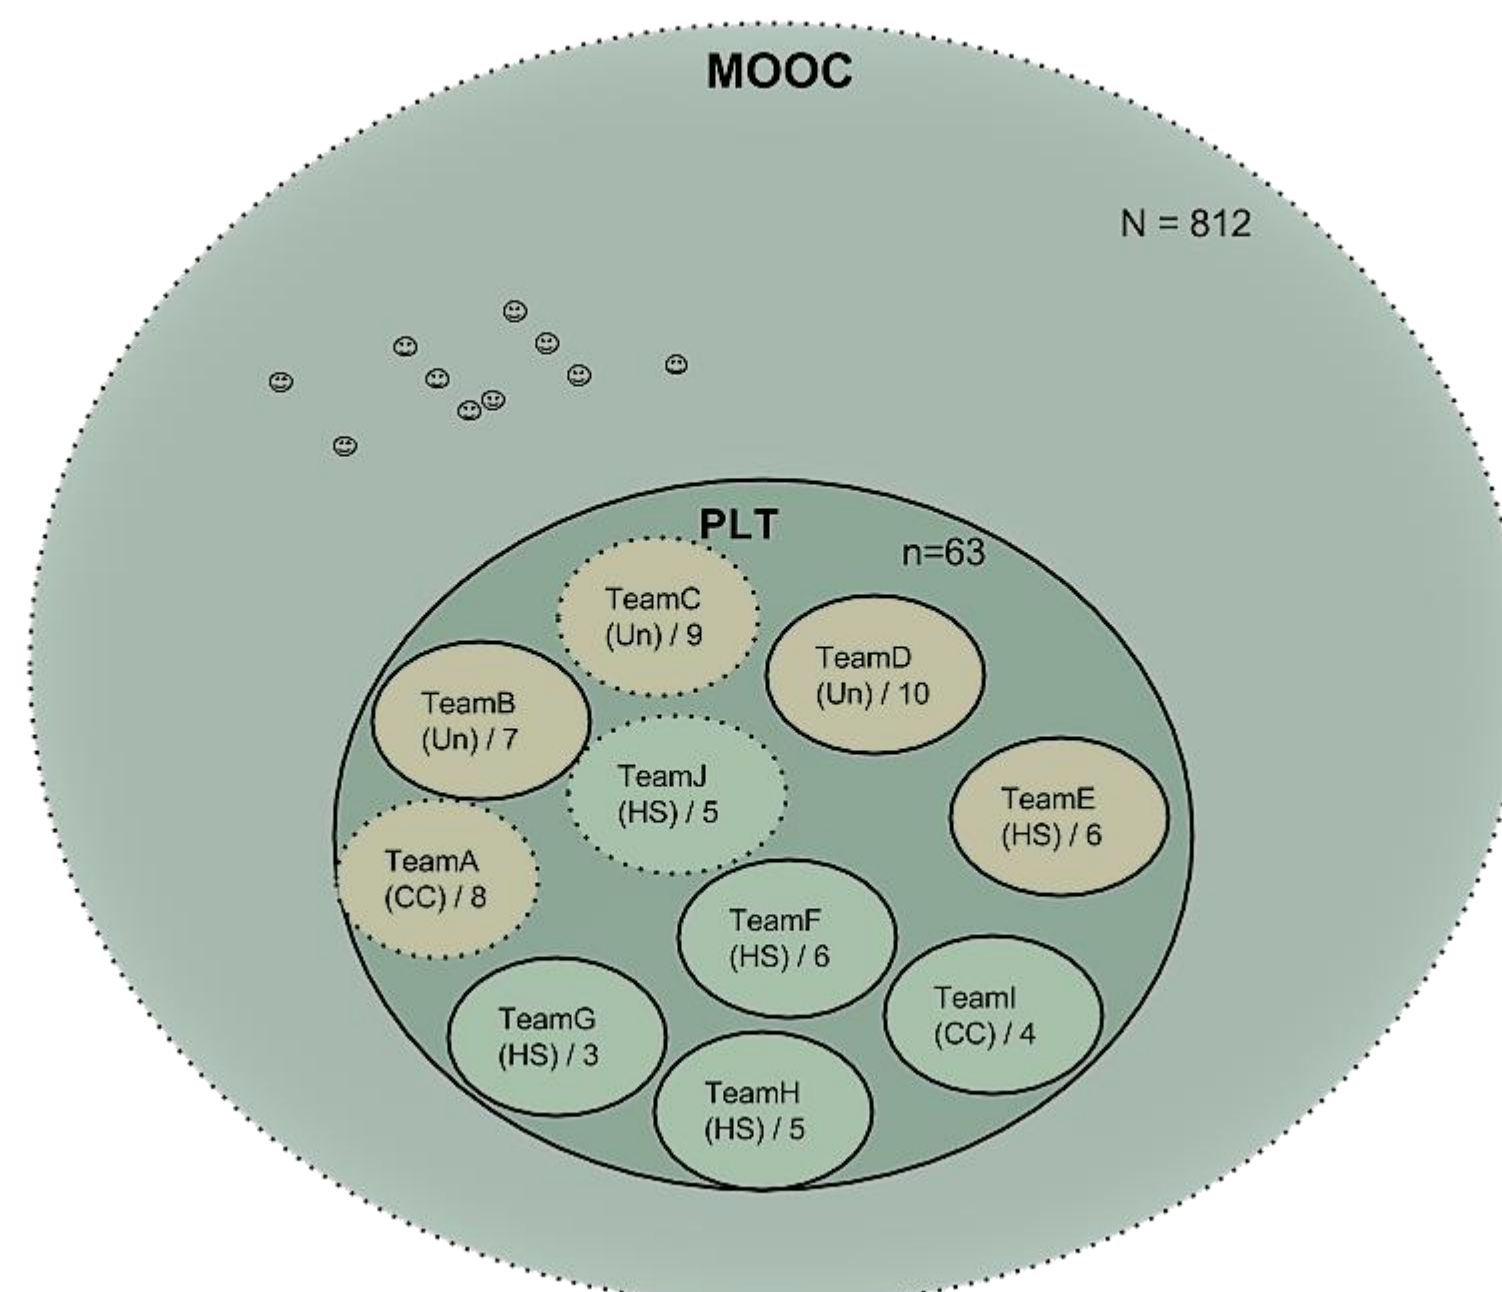 MOOC
N = 812
PLT
n=63
TeamC
(Un) / 9
TeamD
(Un) / 10
TeamB
(Un) / 7
TeamJ
(HS) / 5
TeamE
(HS) / 6
TeamA
(CC) / 8
TeamF
(HS) / 6
TeamI
(CC) / 4
TeamG
(HS) / 3
TeamH
(HS) / 5